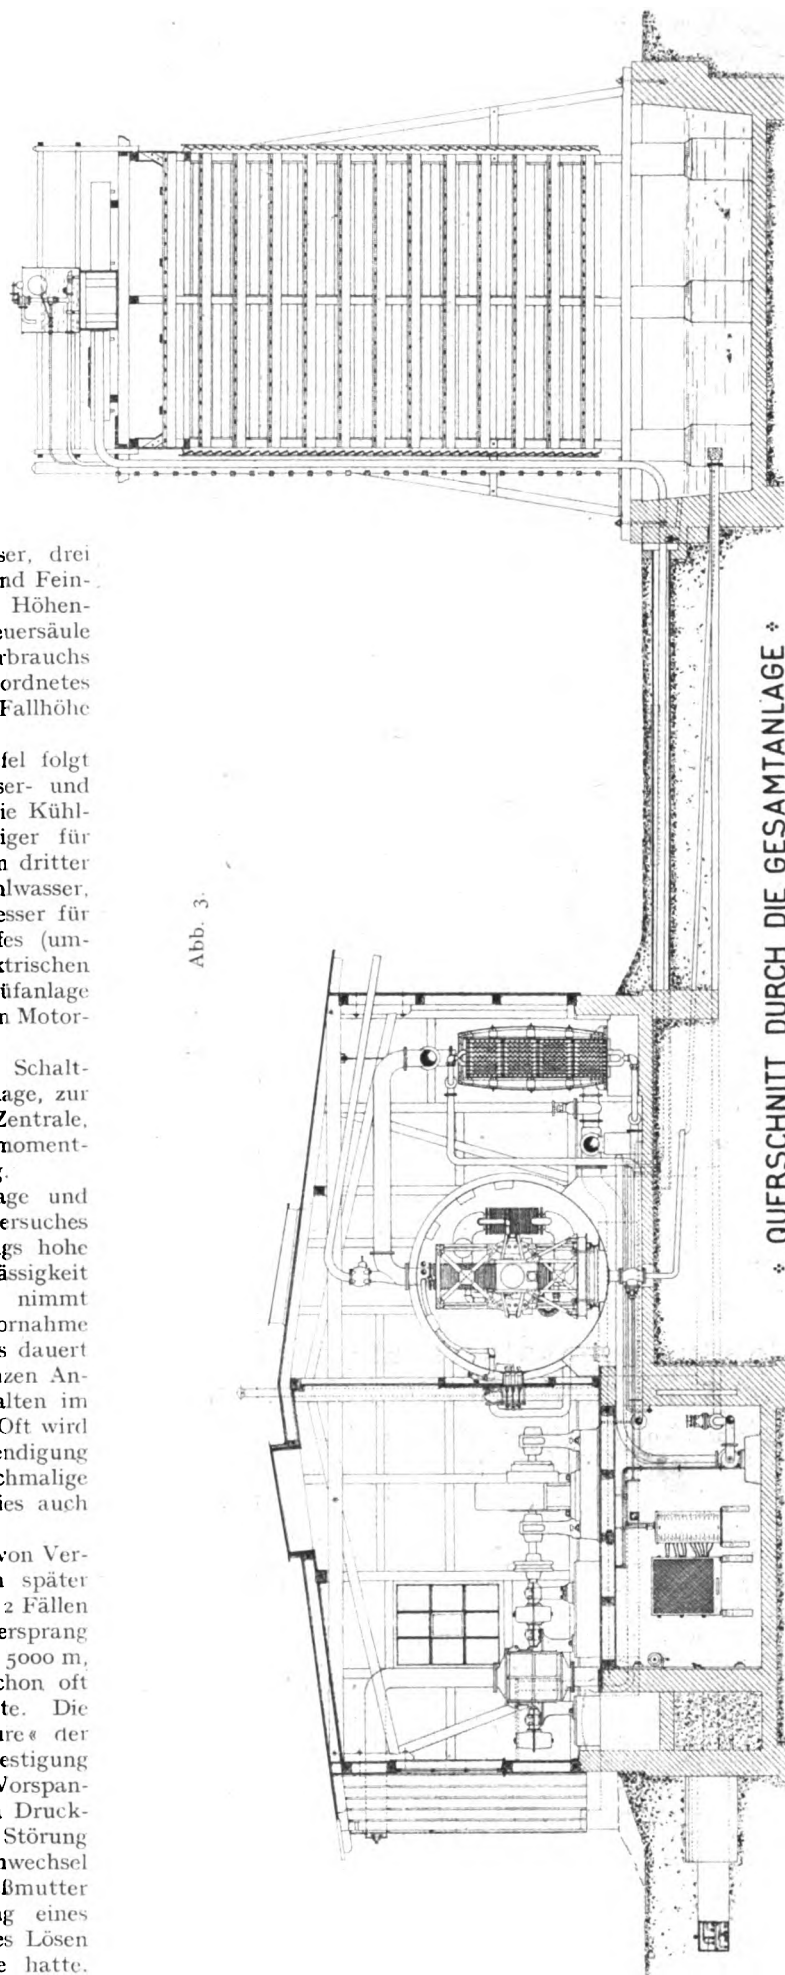 ser, drei
nd Fein-
Höhen-
euersäule
rbrauchs
ordnetes
Fallhöhe
fel folgt
ser- und
ie Kühl-
iger für
n dritter
lwasser,
esser für
fes (um-
ktrischen
üfanlage
n Motor-
Schalt-
age, zur
Zentrale,
moment-
g.
age und
ersuches
gs hohe
ässigkeit
nimmt
ornahme
s dauert
nzen An-
alten im
Oft wird
endigung
chmalige
ies auch
von Ver-
n später
2 Fällen
ersprang
5000 m,
chon oft
te. Die
ure« der
estigung
Vorspan-
Druck-
Störung
nwechsel
ßmutter
ng eines
es Lösen
e hatte.
Abb. 3.
QUERSCHNITT DURCH DIE GESAMTANLAGE